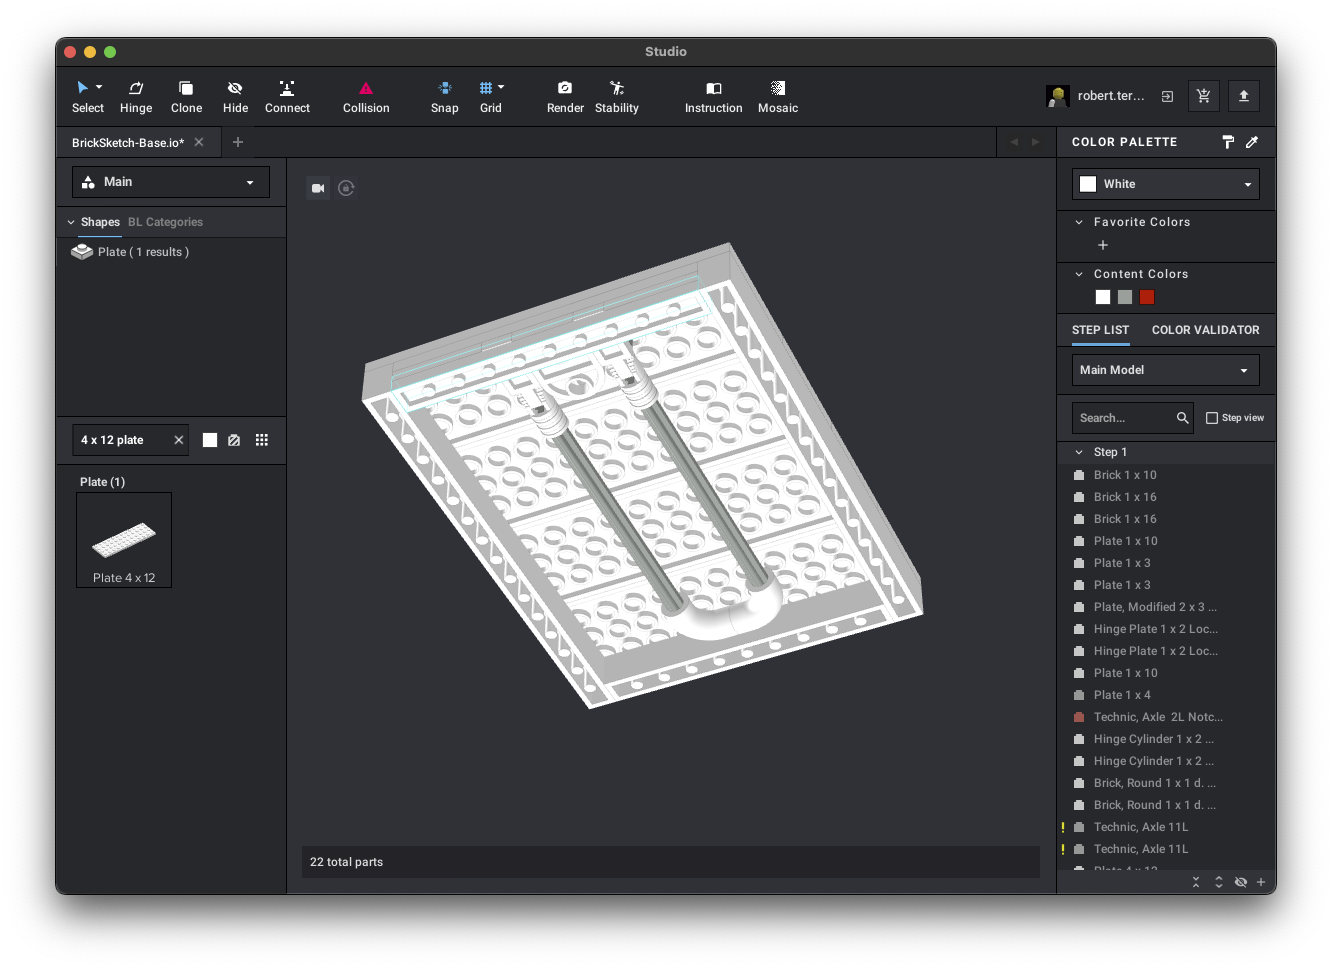 Studio
Select Hinge Clone Hide Connect Collision Snap Grid Render Stability Instruction Mosaic
robert.ter...
BrickSketch-Base.io*
Main
Shapes BL Categories
Plate ( 1 results )
4 x 12 plate
Plate (1)
Plate 4 x 12
22 total parts
COLOR PALETTE
White
Favorite Colors
Content Colors
STEP LIST COLOR VALIDATOR
Main Model
Search... Step view
Step 1
Brick 1 x 10
Brick 1 x 16
Brick 1 x 16
Plate 1 x 10
Plate 1 x 3
Plate 1 x 3
Plate, Modified 2 x 3 ...
Hinge Plate 1 x 2 Loc...
Hinge Plate 1 x 2 Loc...
Plate 1 x 10
Plate 1 x 4
Technic, Axle 2L Notc...
Hinge Cylinder 1 x 2 ...
Hinge Cylinder 1 x 2 ...
Brick, Round 1 x 1 d. ...
Brick, Round 1 x 1 d. ...
Technic, Axle 11L
Technic, Axle 11L
Plate 4 x 12